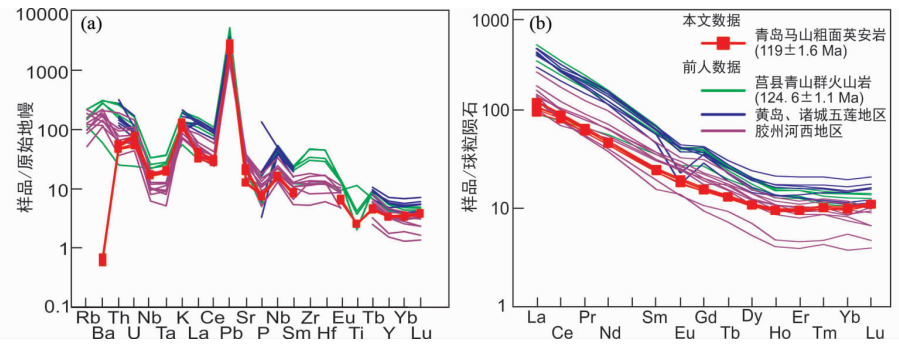 (a)
样品/原始地幔
10000
1000
100
10
1
0.1
Rb Th Nb K Ce Sr Nb Zr Eu Tb Yb
Ba U Ta La Pb P Sm Hf Ti Y Lu
(b)
样品/球粒陨石
1000
100
10
1
La Pr Sm Gd Dy Er Yb
Ce Nd Eu Tb Ho Tm Lu
本文数据
青岛马山粗面英安岩
(119±1.6 Ma)
前人数据
莒县青山群火山岩
(124.6±1.1 Ma)
黄岛、诸城五莲地区
胶州河西地区